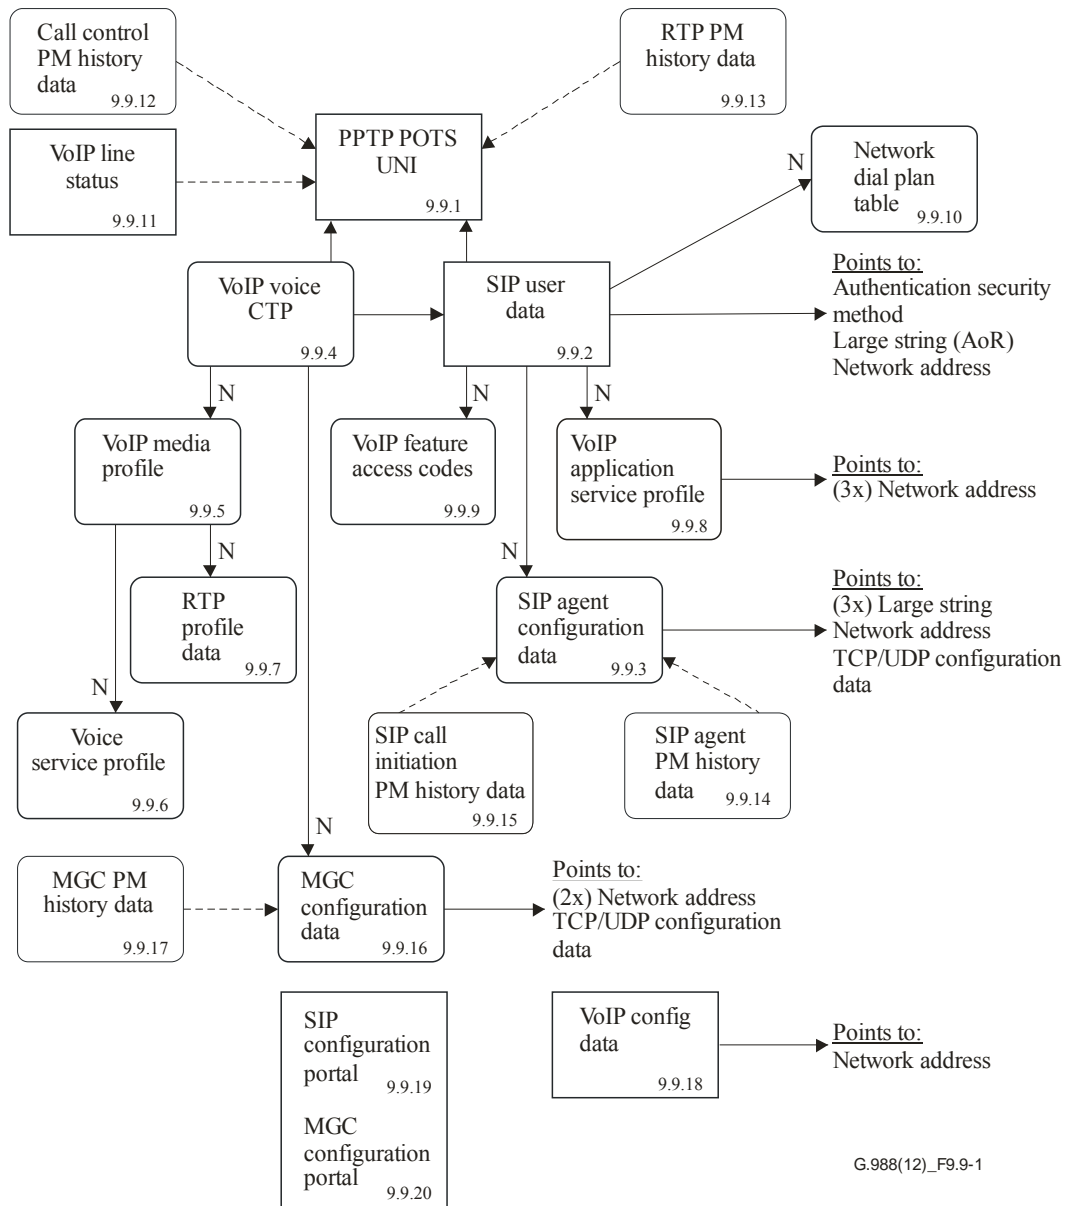 Call control
PM history
data
9.9.12
RTP PM
history data
9.9.13
PPTP POTS
UNI
9.9.1
VoIP line
status
9.9.11
N
Network
dial plan
table
9.9.10
VoIP voice
CTP
9.9.4
SIP user
data
9.9.2
Points to:
Authentication security
method
Large string (AoR)
Network address
N
N
N
VoIP media
profile
9.9.5
VoIP feature
access codes
9.9.9
VoIP
application
service profile
9.9.8
Points to:
(3x) Network address
N
N
RTP
profile
data
9.9.7
SIP agent
configuration
data
9.9.3
Points to:
(3x) Large string
Network address
TCP/UDP configuration
data
N
Voice
service profile
9.9.6
SIP call
initiation
PM history data
9.9.15
SIP agent
PM history
data
9.9.14
N
MGC PM
history data
9.9.17
MGC
configuration
data
9.9.16
Points to:
(2x) Network address
TCP/UDP configuration
data
SIP
configuration
portal
9.9.19
MGC
configuration
portal
9.9.20
VoIP config
data
9.9.18
Points to:
Network address
G.988(12)_F9.9-1